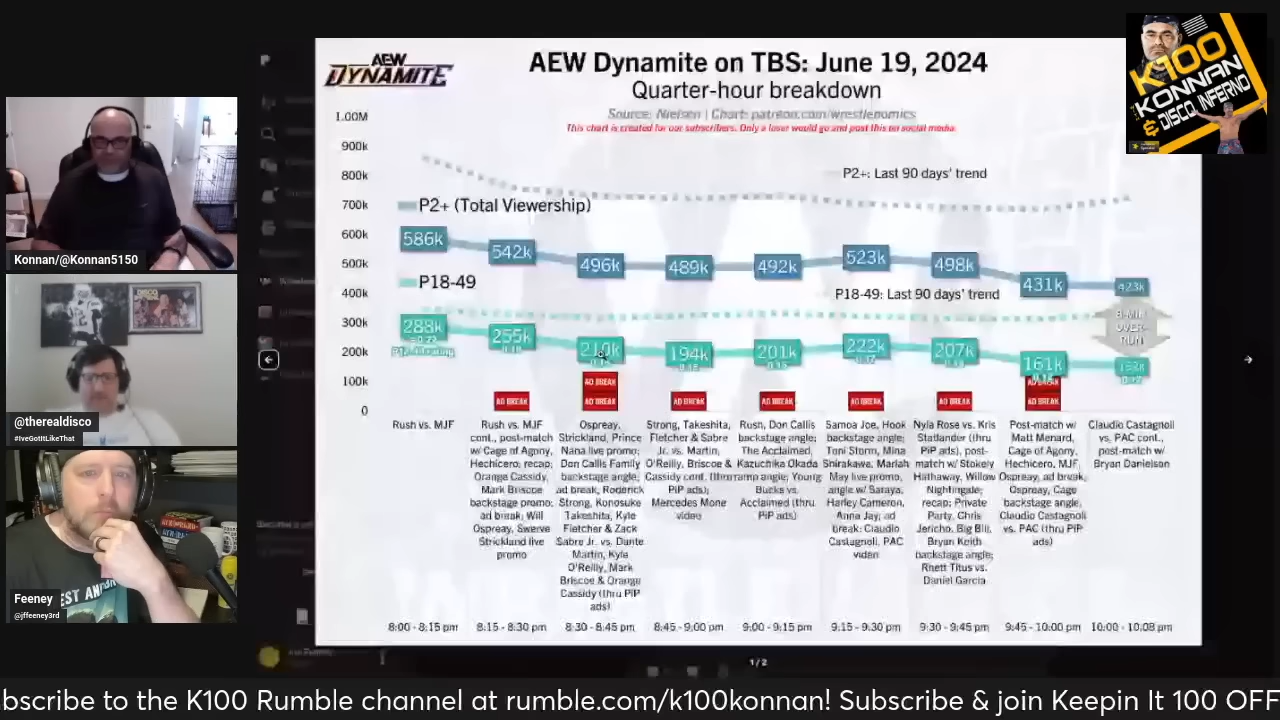 AEW
DYNAMITE
AEW Dynamite on TBS: June 19, 2024
Quarter-hour breakdown
Source: Nielsen | Chart: patreon.com/wrestlenomics
This chart is created for our subscribers. Only a loser would go and post this on social media
K100
KONNAN
& DISCO INFERNO
1.00M
900k
800k
700k
600k
500k
400k
300k
200k
100k
0
P2+: Last 90 days' trend
P2+ (Total Viewership)
586k
542k
496k
489k
492k
523k
498k
431k
423k
P18-49
P18-49: Last 90 days' trend
288k
255k
210k
194k
201k
222k
207k
161k
8-MIN
OVER-
RUN
AD BREAK
AD BREAK
AD BREAK
AD BREAK
AD BREAK
AD BREAK
AD BREAK
AD BREAK
AD BREAK
Rush vs. MJF
Rush vs. MJF
cont., post-match
w/ Cage of Agony,
Hechicero; recap;
Orange Cassidy,
Mark Briscoe
backstage promo;
ad break; Will
Ospreay, Swerve
Strickland live
promo
Ospreay,
Strickland, Prince
Nana live promo;
Don Callis Family
backstage angle;
ad break, Roderick
Strong, Konosuke
Takeshita, Kyle
Fletcher & Zack
Sabre Jr. vs. Dante
Martin, Kyle
O'Reilly, Mark
Briscoe & Orange
Cassidy (thru PiP
ads)
Strong, Takeshita,
Fletcher & Sabre
Jr. vs. Martin,
O'Reilly, Briscoe &
Cassidy cont. (thru
PiP ads);
Mercedes Mone
video
Rush, Don Callis
backstage angle;
The Acclaimed,
Kazuchika Okada
ramp angle; Young
Bucks vs.
Acclaimed (thru
PiP ads)
Samoa Joe, Hook
backstage angle;
Toni Storm, Mina
Shirakawa, Mariah
May live promo,
angle w/ Saraya,
Harley Cameron,
Anna Jay; ad
break; Claudio
Castagnoli, PAC
video
Nyla Rose vs. Kris
Statlander (thru
PiP ads), post-
match w/ Stokely
Hathaway, Willow
Nightingale;
recap; Private
Party, Chris
Jericho, Big Bill,
Bryan Keith
backstage angle;
Rhett Titus vs.
Daniel Garcia
Post-match w/
Matt Menard,
Cage of Agony,
Hechicero, MJF,
Ospreay, ad break,
Ospreay, Cage
backstage angle;
Claudio Castagnoli
vs. PAC (thru PiP
ads)
Claudio Castagnoli
vs. PAC cont.,
post-match w/
Bryan Danielson
8:00 - 8:15 pm
8:15 - 8:30 pm
8:30 - 8:45 pm
8:45 - 9:00 pm
9:00 - 9:15 pm
9:15 - 9:30 pm
9:30 - 9:45 pm
9:45 - 10:00 pm
10:00 - 10:08 pm
1/2
Konnan/@Konnan5150
@therealdisco
#IveGotItLikeThat
Feeney
@jffeeney3rd
bscribe to the K100 Rumble channel at rumble.com/k100konnan! Subscribe & join Keepin It 100 OFF